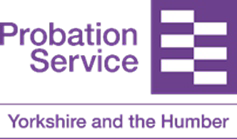 Probation
Service
Yorkshire and the Humber